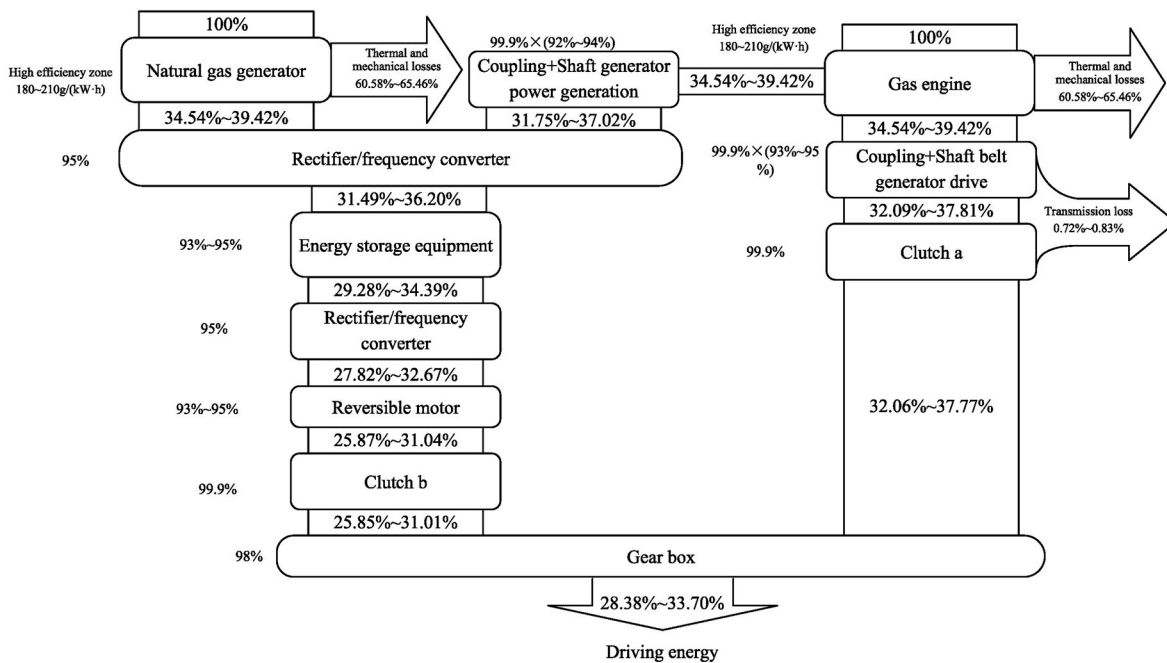 100%
High efficiency zone
180~210g/(kW·h)
Natural gas generator
Thermal and
mechanical losses
60.58%~65.46%
99.9%×(92%~94%)
Coupling+Shaft generator
power generation
High efficiency zone
180~210g/(kW·h)
34.54%~39.42%
100%
Gas engine
Thermal and
mechanical losses
60.58%~65.46%
34.54%~39.42%
31.75%~37.02%
34.54%~39.42%
95%
Rectifier/frequency converter
99.9%×(93%~95
%)
Coupling+Shaft belt
generator drive
31.49%~36.20%
32.09%~37.81%
Transmission loss
0.72%~0.83%
93%~95%
Energy storage equipment
99.9%
Clutch a
29.28%~34.39%
95%
Rectifier/frequency
converter
27.82%~32.67%
93%~95%
Reversible motor
32.06%~37.77%
25.87%~31.04%
99.9%
Clutch b
25.85%~31.01%
98%
Gear box
28.38%~33.70%
Driving energy